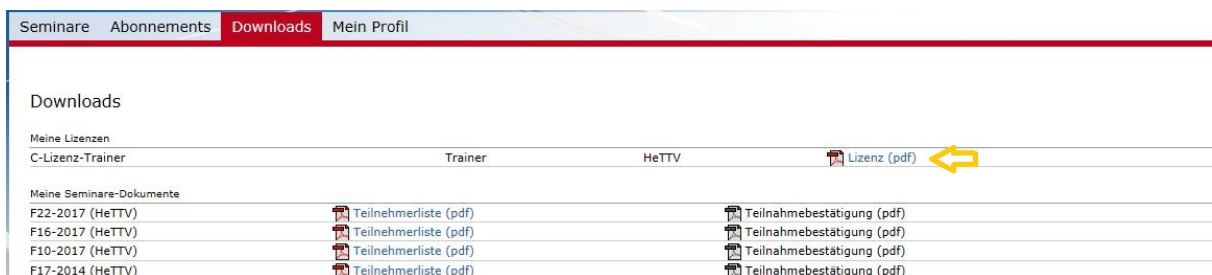 Seminare Abonnements Downloads Mein Profil
Downloads
Meine Lizenzen
C-Lizenz-Trainer Trainer HeTTV Lizenz (pdf)
Meine Seminare-Dokumente
F22-2017 (HeTTV) Teilnehmerliste (pdf) Teilnahmebestätigung (pdf)
F16-2017 (HeTTV) Teilnehmerliste (pdf) Teilnahmebestätigung (pdf)
F10-2017 (HeTTV) Teilnehmerliste (pdf) Teilnahmebestätigung (pdf)
F17-2014 (HeTTV) Teilnehmerliste (pdf) Teilnahmebestätigung (pdf)